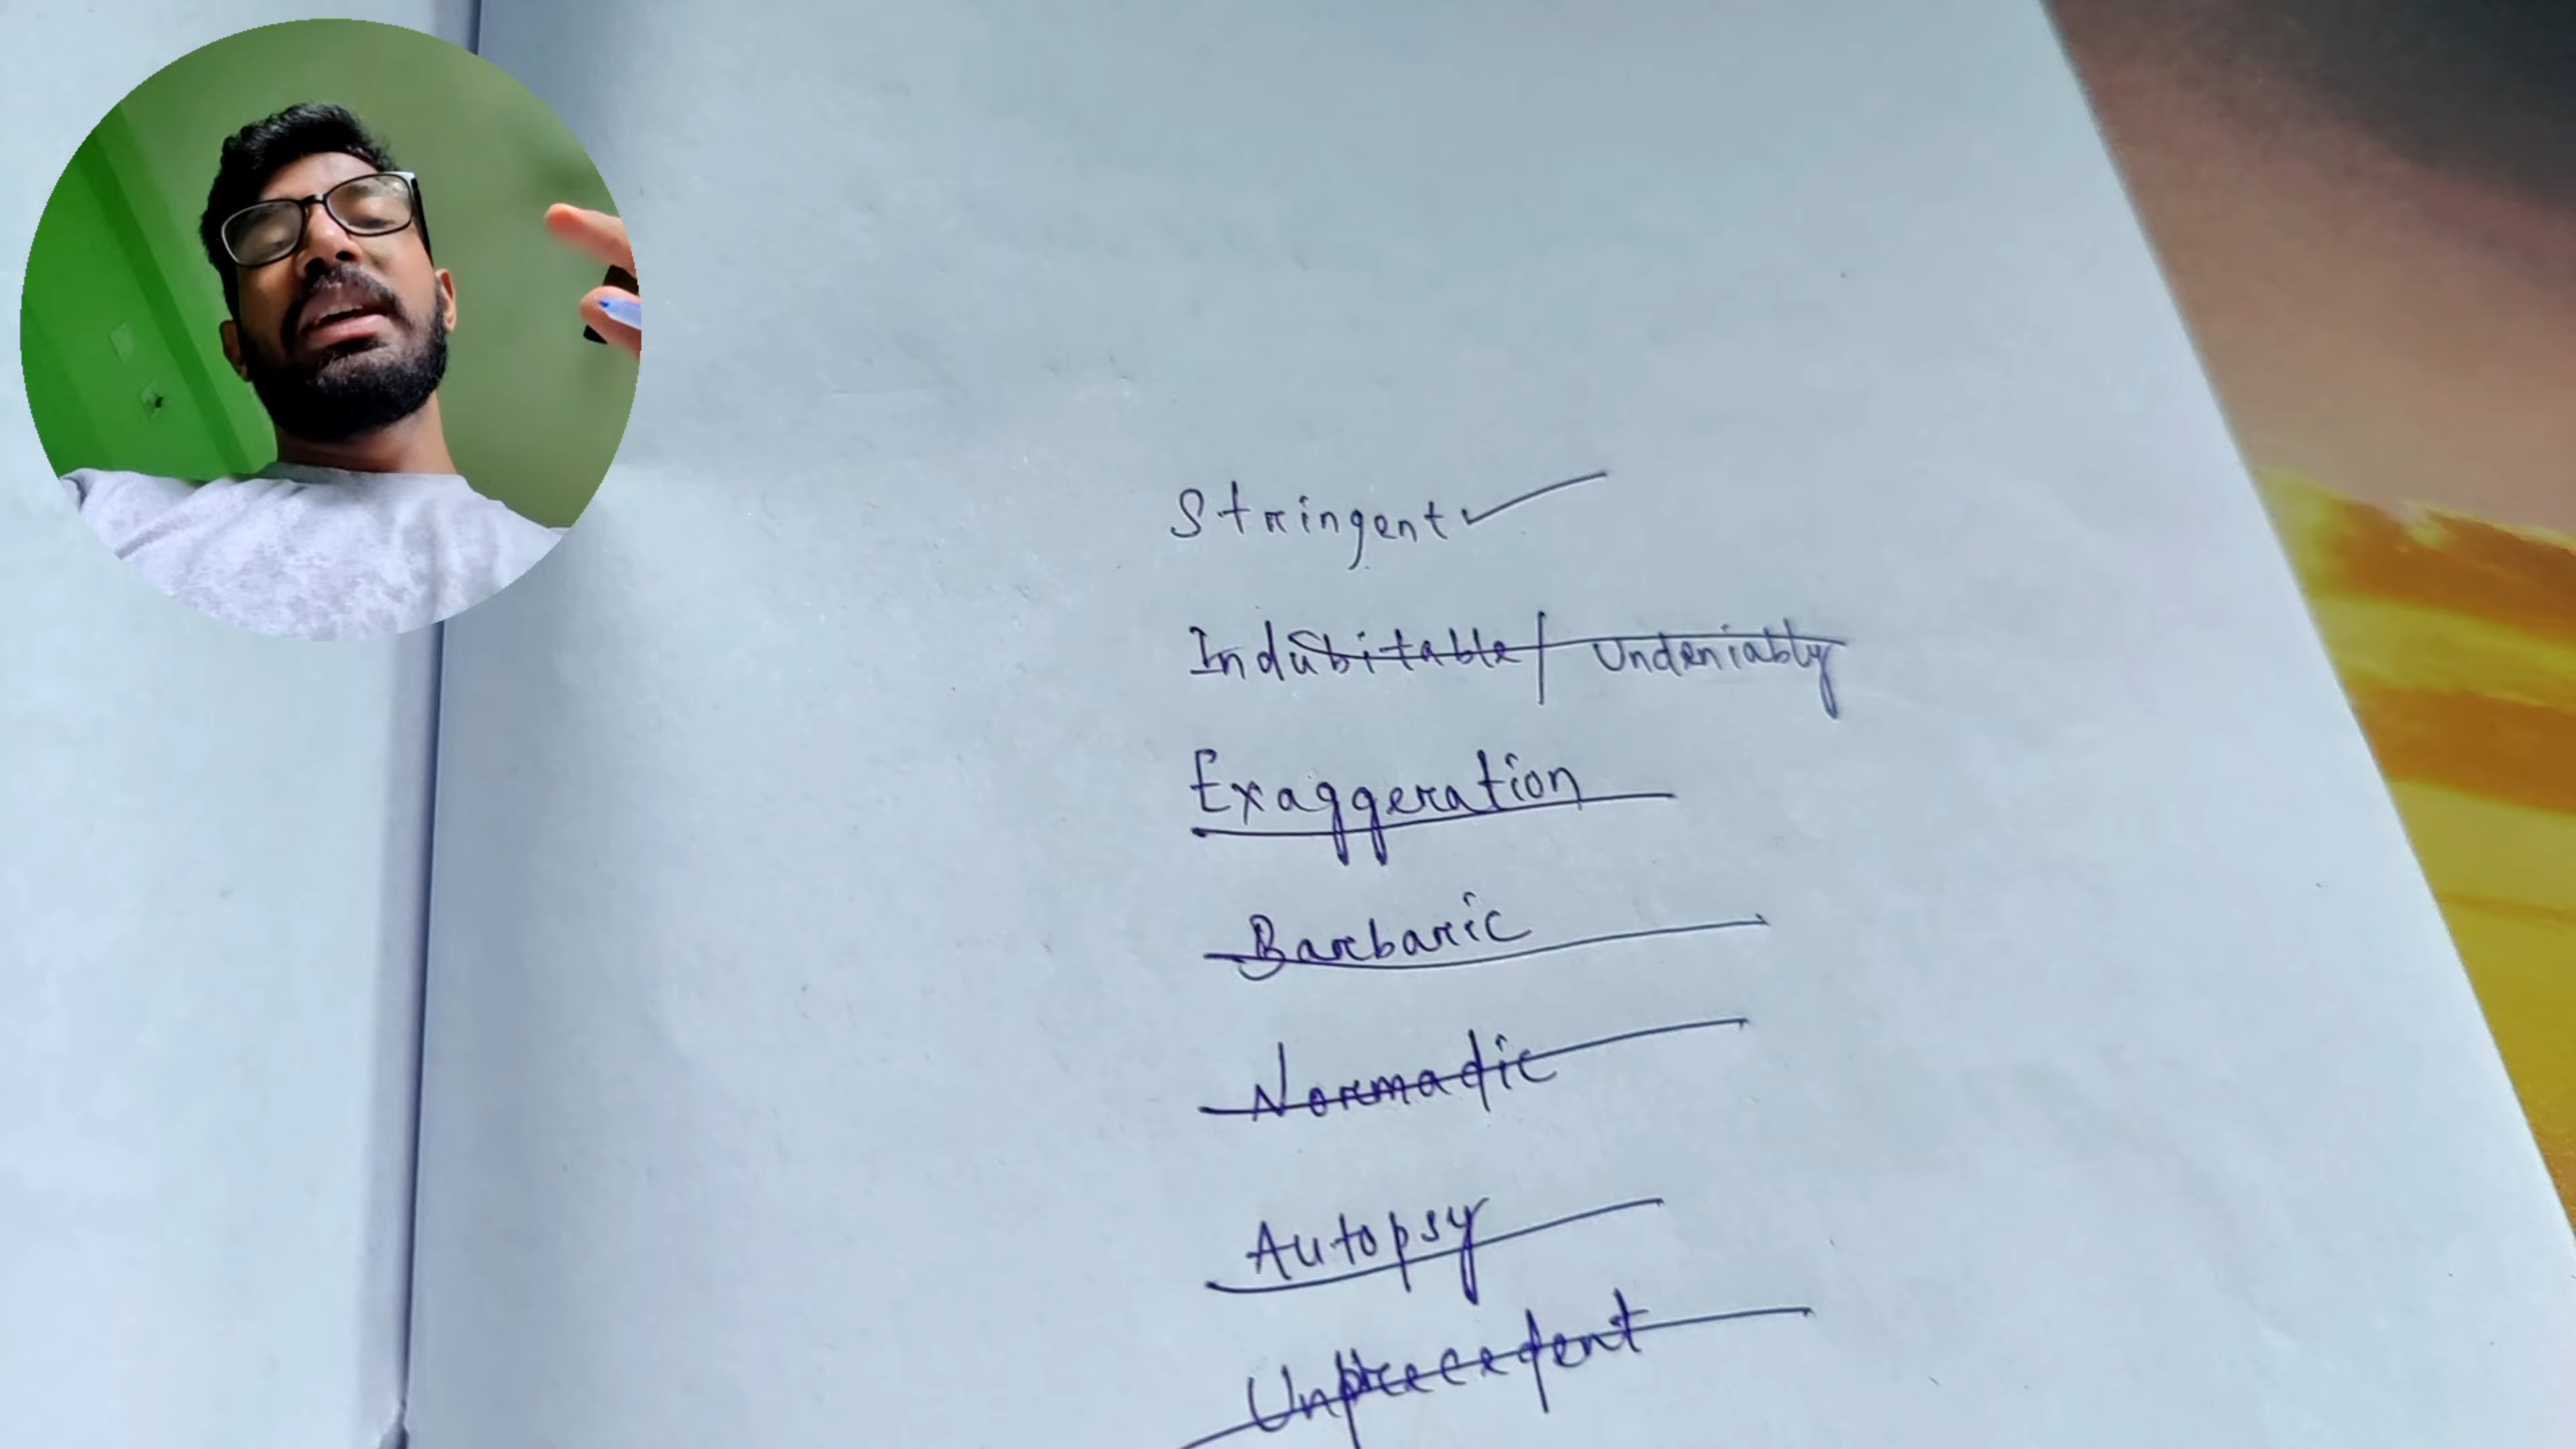 Stringent
Indubitable / Undeniably
Exaggeration
Barbaric
Normadic
Autopsy
Unprecedent